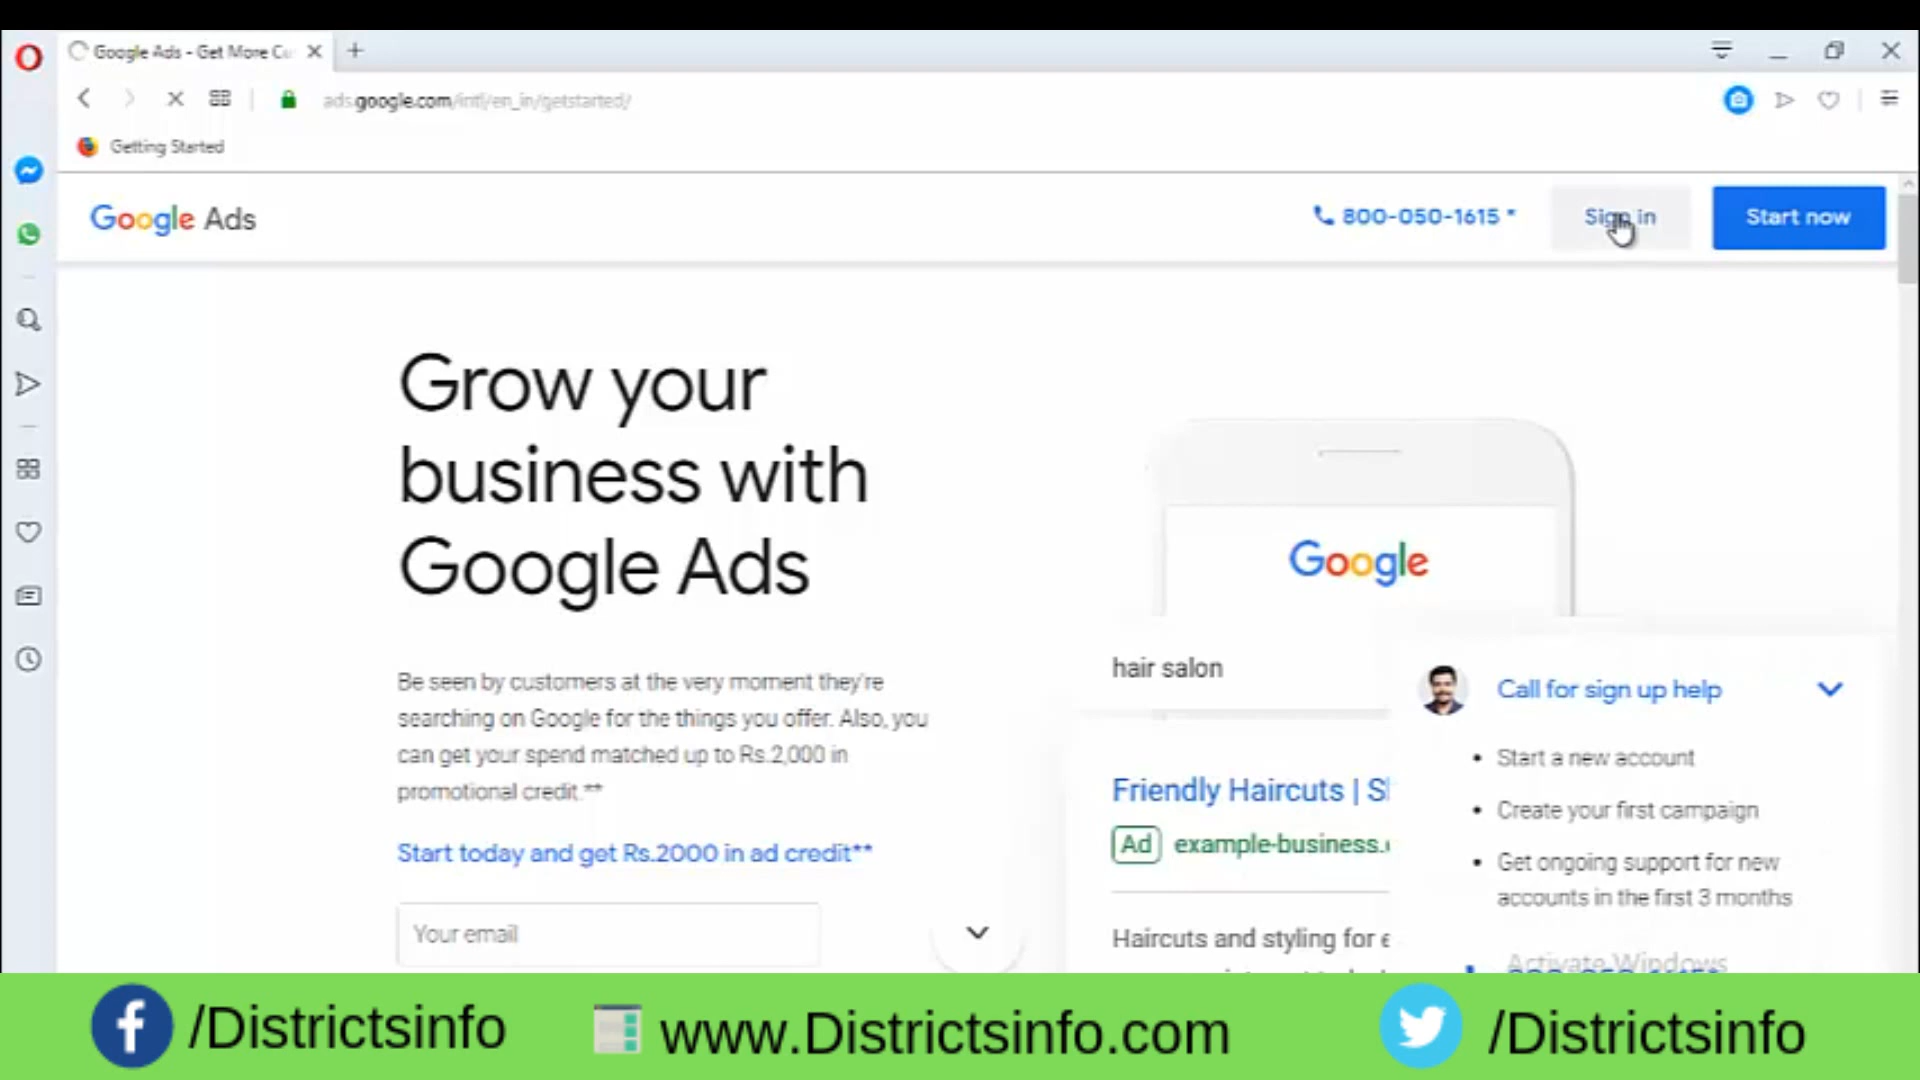 Google Ads - Get More Cu
ads.google.com/intl/en_in/getstarted/
Getting Started
Google Ads
800-050-1615 *
Sign in
Start now
Grow your
business with
Google Ads
Be seen by customers at the very moment they're
searching on Google for the things you offer. Also, you
can get your spend matched up to Rs.2,000 in
promotional credit.**
Start today and get Rs.2000 in ad credit**
Your email
Google
hair salon
Friendly Haircuts |
Ad example-business.
Haircuts and styling for
Call for sign up help
• Start a new account
• Create your first campaign
• Get ongoing support for new
accounts in the first 3 months
Activate Windows
/Districtsinfo
www.Districtsinfo.com
/Districtsinfo